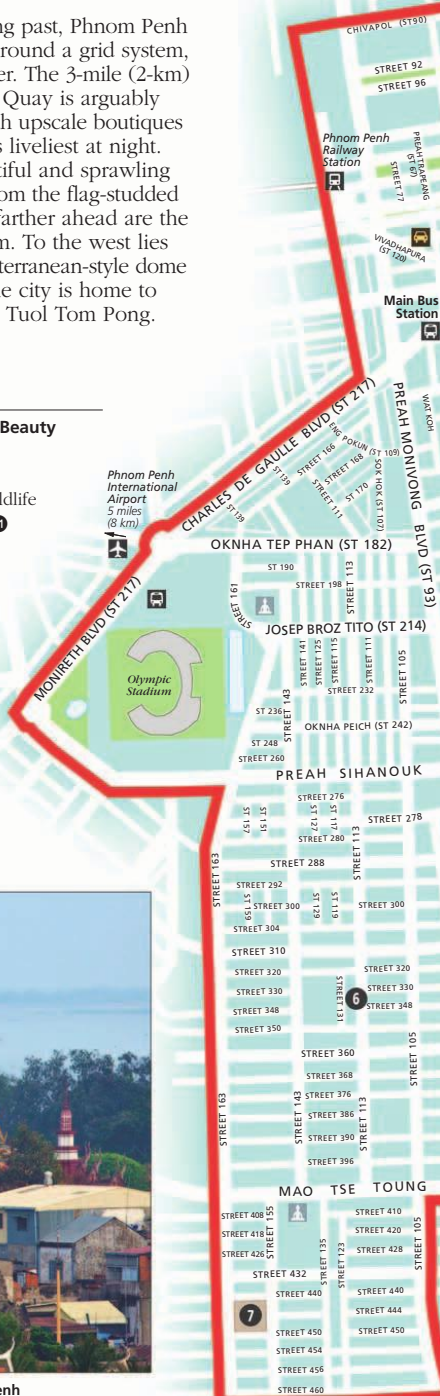 ng past, Phnom Penh
round a grid system,
er. The 3-mile (2-km)
Quay is arguably
h upscale boutiques
s liveliest at night.
tiful and sprawling
om the flag-studded
farther ahead are the
m. To the west lies
terranean-style dome
e city is home to
Tuol Tom Pong.
Beauty
ldlife
CHIVAPOL (ST90)
STREET 92
STREET 96
Phnom Penh
Railway
Station
PREAH TRAPEANG
(ST 67)
STREET 77
VIVADHAPURA
(ST 120)
Main Bus
Station
WAT KOH
PREAH MONIVONG BLVD (ST 93)
CHARLES DE GAULLE BLVD (ST 217)
ENG POKUN (ST 109)
STREET 166
STREET 168
SOK HOK (ST 107)
ST 139
STREET 111
ST 170
ST 139
Phnom Penh
International
Airport
5 miles
(8 km)
OKNHA TEP PHAN (ST 182)
ST 190
STREET 198
STREET 113
STREET 161
MONIRETH BLVD (ST 217)
JOSEP BROZ TITO (ST 214)
Olympic
Stadium
STREET 141
STREET 125
STREET 115
STREET 111
STREET 105
STREET 232
ST 236
STREET 143
OKNHA PEICH (ST 242)
ST 248
STREET 260
PREAH SIHANOUK
STREET 276
ST 157
ST 151
ST 127
ST 117
STREET 278
STREET 280
STREET 113
STREET 288
STREET 163
STREET 292
ST 159
STREET 300
ST 129
ST 119
STREET 300
STREET 304
STREET 310
STREET 320
STREET 320
STREET 330
STREET 131
6
STREET 330
STREET 348
STREET 348
STREET 350
STREET 105
STREET 360
STREET 368
STREET 376
STREET 163
STREET 143
STREET 386
STREET 113
STREET 390
STREET 396
MAO TSE TOUNG
STREET 408
STREET 155
STREET 410
STREET 418
STREET 420
STREET 105
STREET 426
STREET 135
STREET 123
STREET 428
STREET 432
STREET 440
STREET 440
7
STREET 444
STREET 450
STREET 450
STREET 454
STREET 456
STREET 460
enh